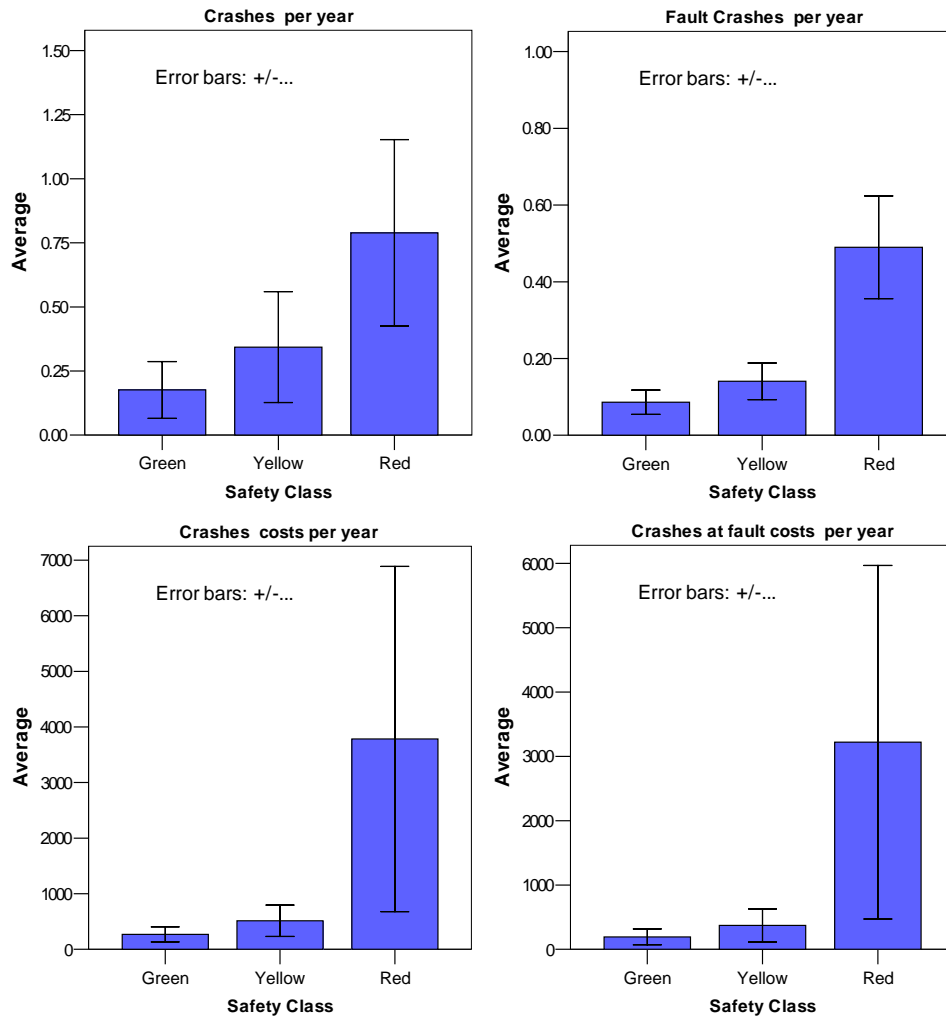 Crashes per year
1.50
1.25
1.00
0.75
0.50
0.25
0.00
Average
Error bars: +/-...
Green Yellow Red
Safety Class
Fault Crashes per year
1.00
0.80
0.60
0.40
0.20
0.00
Average
Error bars: +/-...
Green Yellow Red
Safety Class
Crashes costs per year
7000
6000
5000
4000
3000
2000
1000
0
Average
Error bars: +/-...
Green Yellow Red
Safety Class
Crashes at fault costs per year
6000
5000
4000
3000
2000
1000
0
Average
Error bars: +/-...
Green Yellow Red
Safety Class